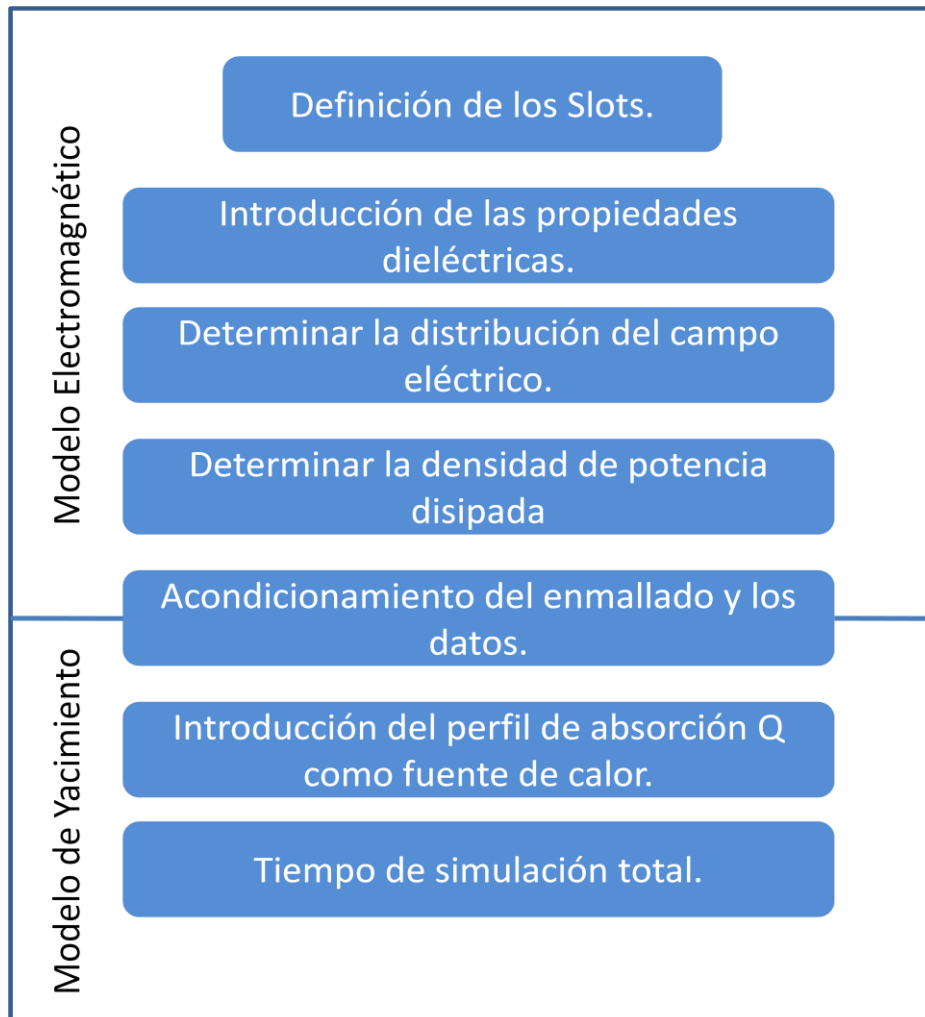 Modelo Electromagnético
Definición de los Slots.
Introducción de las propiedades
dieléctricas.
Determinar la distribución del campo
eléctrico.
Determinar la densidad de potencia
disipada
Acondicionamiento del enmallado y los
datos.
Modelo de Yacimiento
Introducción del perfil de absorción Q
como fuente de calor.
Tiempo de simulación total.